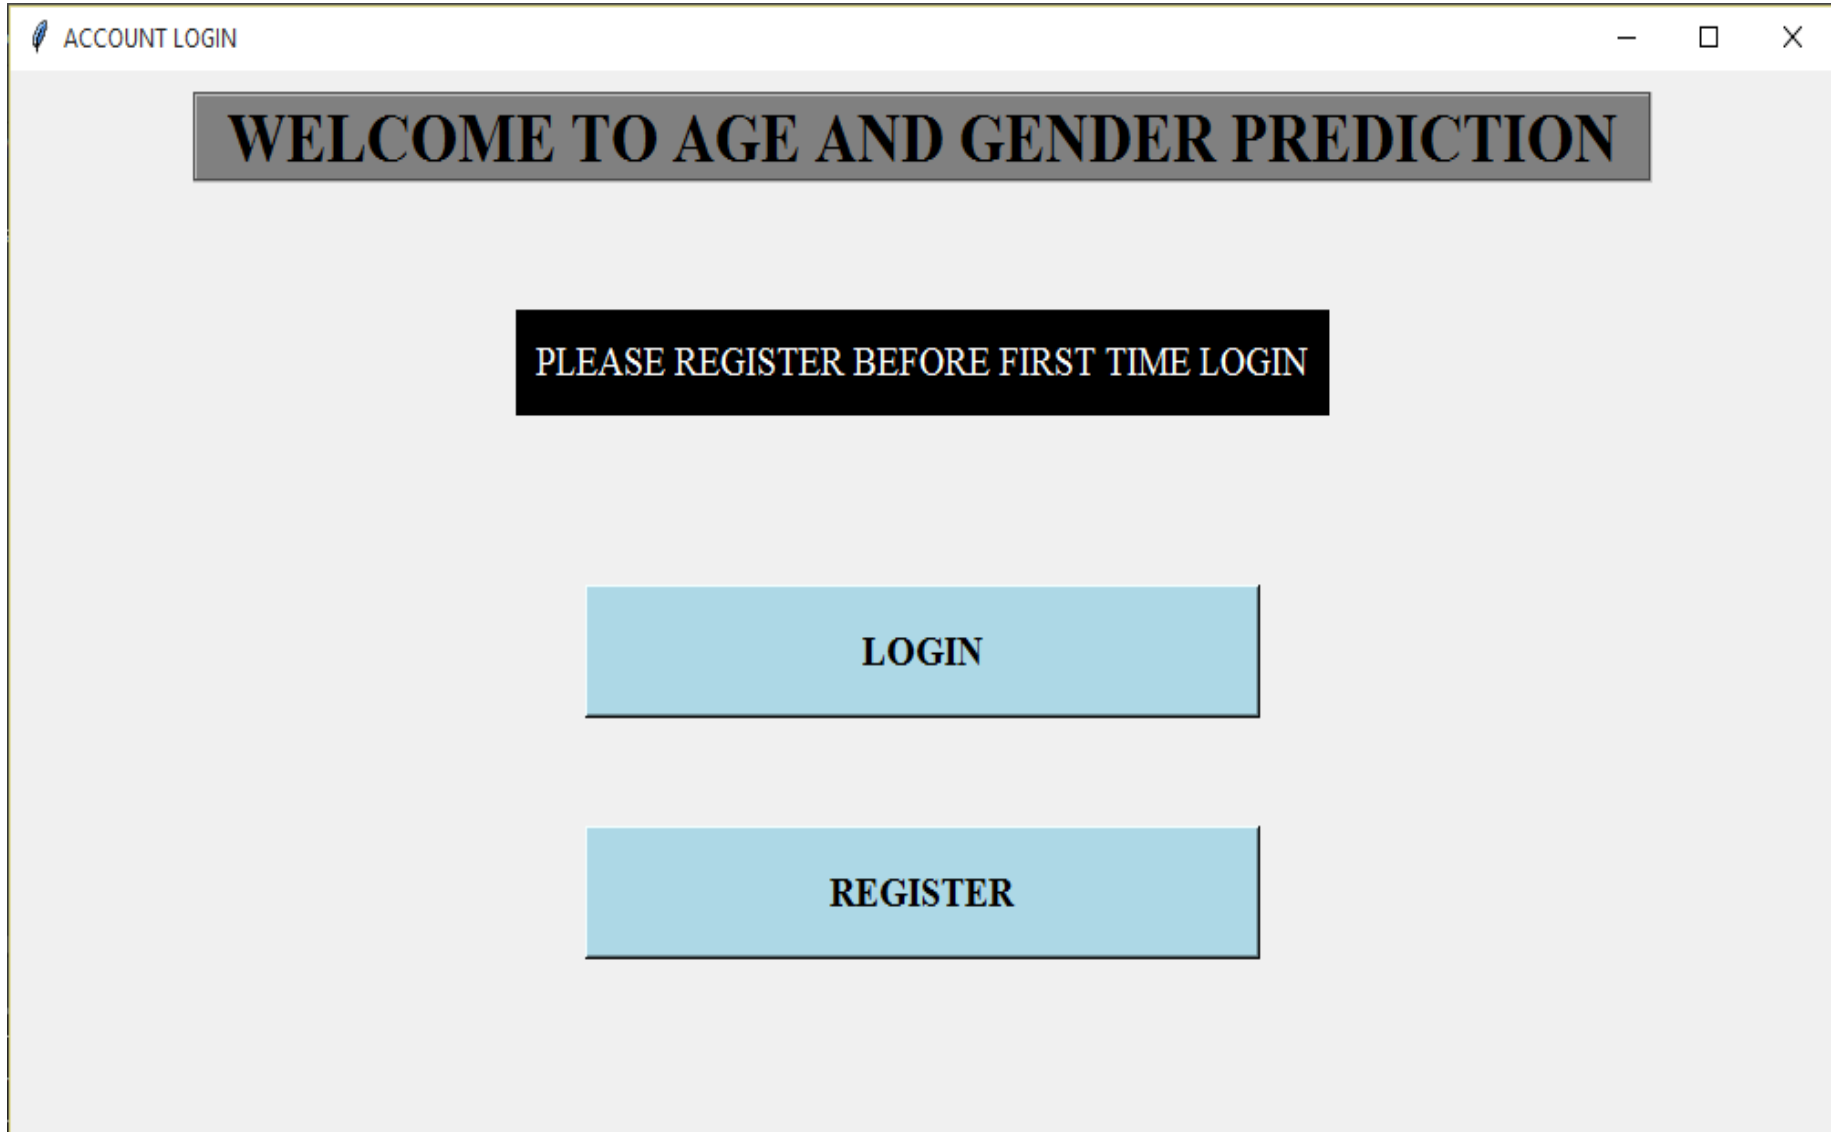 ACCOUNT LOGIN
WELCOME TO AGE AND GENDER PREDICTION
PLEASE REGISTER BEFORE FIRST TIME LOGIN
LOGIN
REGISTER